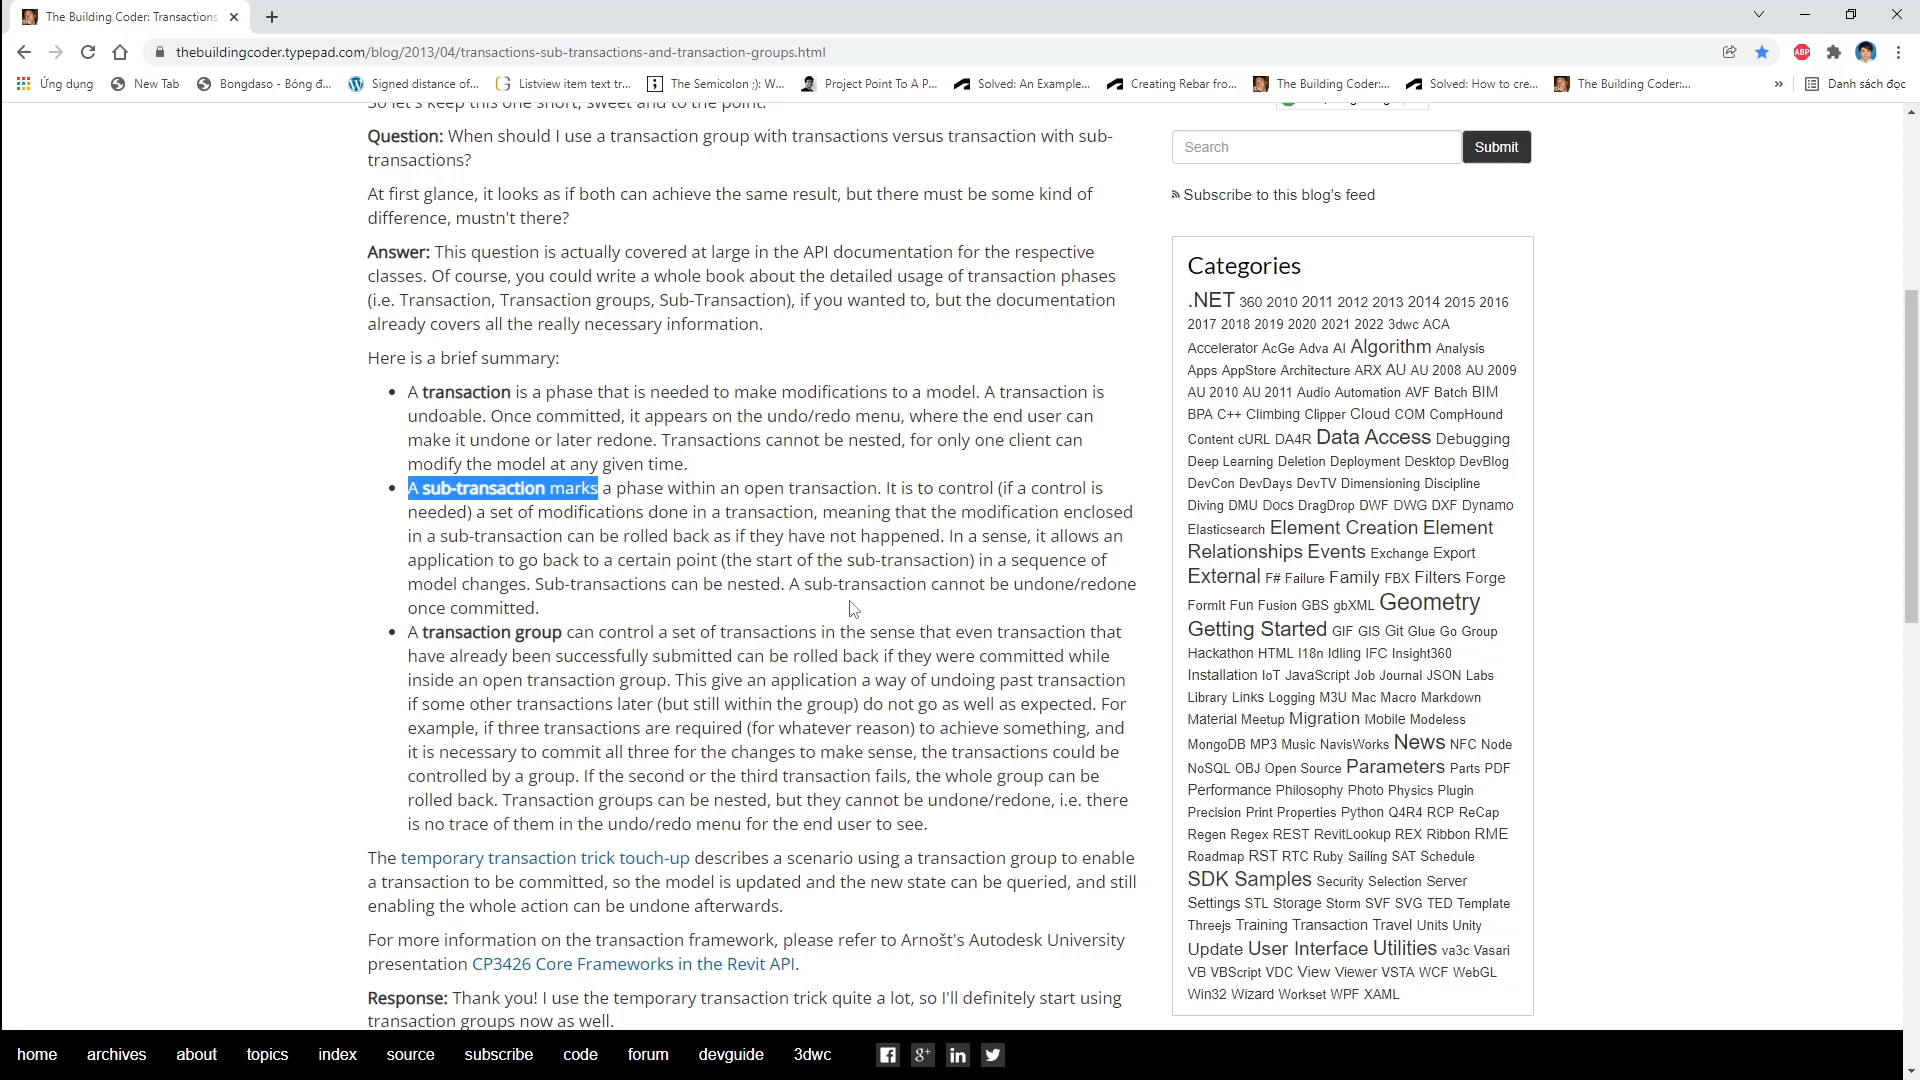 The Building Coder: Transactions,
thebuildingcoder.typepad.com/blog/2013/04/transactions-sub-transactions-and-transaction-groups.html
ABP
Ứng dụng New Tab Bongdaso - Bóng đ... Signed distance of... Listview item text tr... The Semicolon ;): W... Project Point To A P... Solved: An Example... Creating Rebar fro... The Building Coder:... Solved: How to cre... The Building Coder:... » Danh sách đọc
So let's keep this one short, sweet and to the point.
Question: When should I use a transaction group with transactions versus transaction with sub-
transactions?
At first glance, it looks as if both can achieve the same result, but there must be some kind of
difference, mustn't there?
Answer: This question is actually covered at large in the API documentation for the respective
classes. Of course, you could write a whole book about the detailed usage of transaction phases
(i.e. Transaction, Transaction groups, Sub-Transaction), if you wanted to, but the documentation
already covers all the really necessary information.
Here is a brief summary:
• A transaction is a phase that is needed to make modifications to a model. A transaction is
undoable. Once committed, it appears on the undo/redo menu, where the end user can
make it undone or later redone. Transactions cannot be nested, for only one client can
modify the model at any given time.
• A sub-transaction marks a phase within an open transaction. It is to control (if a control is
needed) a set of modifications done in a transaction, meaning that the modification enclosed
in a sub-transaction can be rolled back as if they have not happened. In a sense, it allows an
application to go back to a certain point (the start of the sub-transaction) in a sequence of
model changes. Sub-transactions can be nested. A sub-transaction cannot be undone/redone
once committed.
• A transaction group can control a set of transactions in the sense that even transaction that
have already been successfully submitted can be rolled back if they were committed while
inside an open transaction group. This give an application a way of undoing past transaction
if some other transactions later (but still within the group) do not go as well as expected. For
example, if three transactions are required (for whatever reason) to achieve something, and
it is necessary to commit all three for the changes to make sense, the transactions could be
controlled by a group. If the second or the third transaction fails, the whole group can be
rolled back. Transaction groups can be nested, but they cannot be undone/redone, i.e. there
is no trace of them in the undo/redo menu for the end user to see.
The temporary transaction trick touch-up describes a scenario using a transaction group to enable
a transaction to be committed, so the model is updated and the new state can be queried, and still
enabling the whole action can be undone afterwards.
For more information on the transaction framework, please refer to Arnošt's Autodesk University
presentation CP3426 Core Frameworks in the Revit API.
Response: Thank you! I use the temporary transaction trick quite a lot, so I'll definitely start using
transaction groups now as well.
Search Submit
Subscribe to this blog's feed
Categories
.NET 360 2010 2011 2012 2013 2014 2015 2016
2017 2018 2019 2020 2021 2022 3dwc ACA
Accelerator AcGe Adva AI Algorithm Analysis
Apps AppStore Architecture ARX AU AU 2008 AU 2009
AU 2010 AU 2011 Audio Automation AVF Batch BIM
BPA C++ Climbing Clipper Cloud COM CompHound
Content cURL DA4R Data Access Debugging
Deep Learning Deletion Deployment Desktop DevBlog
DevCon DevDays DevTV Dimensioning Discipline
Diving DMU Docs DragDrop DWF DWG DXF Dynamo
Elasticsearch Element Creation Element
Relationships Events Exchange Export
External F# Failure Family FBX Filters Forge
FormIt Fun Fusion GBS gbXML Geometry
Getting Started GIF GIS Git Glue Go Group
Hackathon HTML I18n Idling IFC Insight360
Installation IoT JavaScript Job Journal JSON Labs
Library Links Logging M3U Mac Macro Markdown
Material Meetup Migration Mobile Modeless
MongoDB MP3 Music NavisWorks News NFC Node
NoSQL OBJ Open Source Parameters Parts PDF
Performance Philosophy Photo Physics Plugin
Precision Print Properties Python Q4R4 RCP ReCap
Regen Regex REST RevitLookup REX Ribbon RME
Roadmap RST RTC Ruby Sailing SAT Schedule
SDK Samples Security Selection Server
Settings STL Storage Storm SVF SVG TED Template
Threejs Training Transaction Travel Units Unity
Update User Interface Utilities va3c Vasari
VB VBScript VDC View Viewer VSTA WCF WebGL
Win32 Wizard Workset WPF XAML
home archives about topics index source subscribe code forum devguide 3dwc